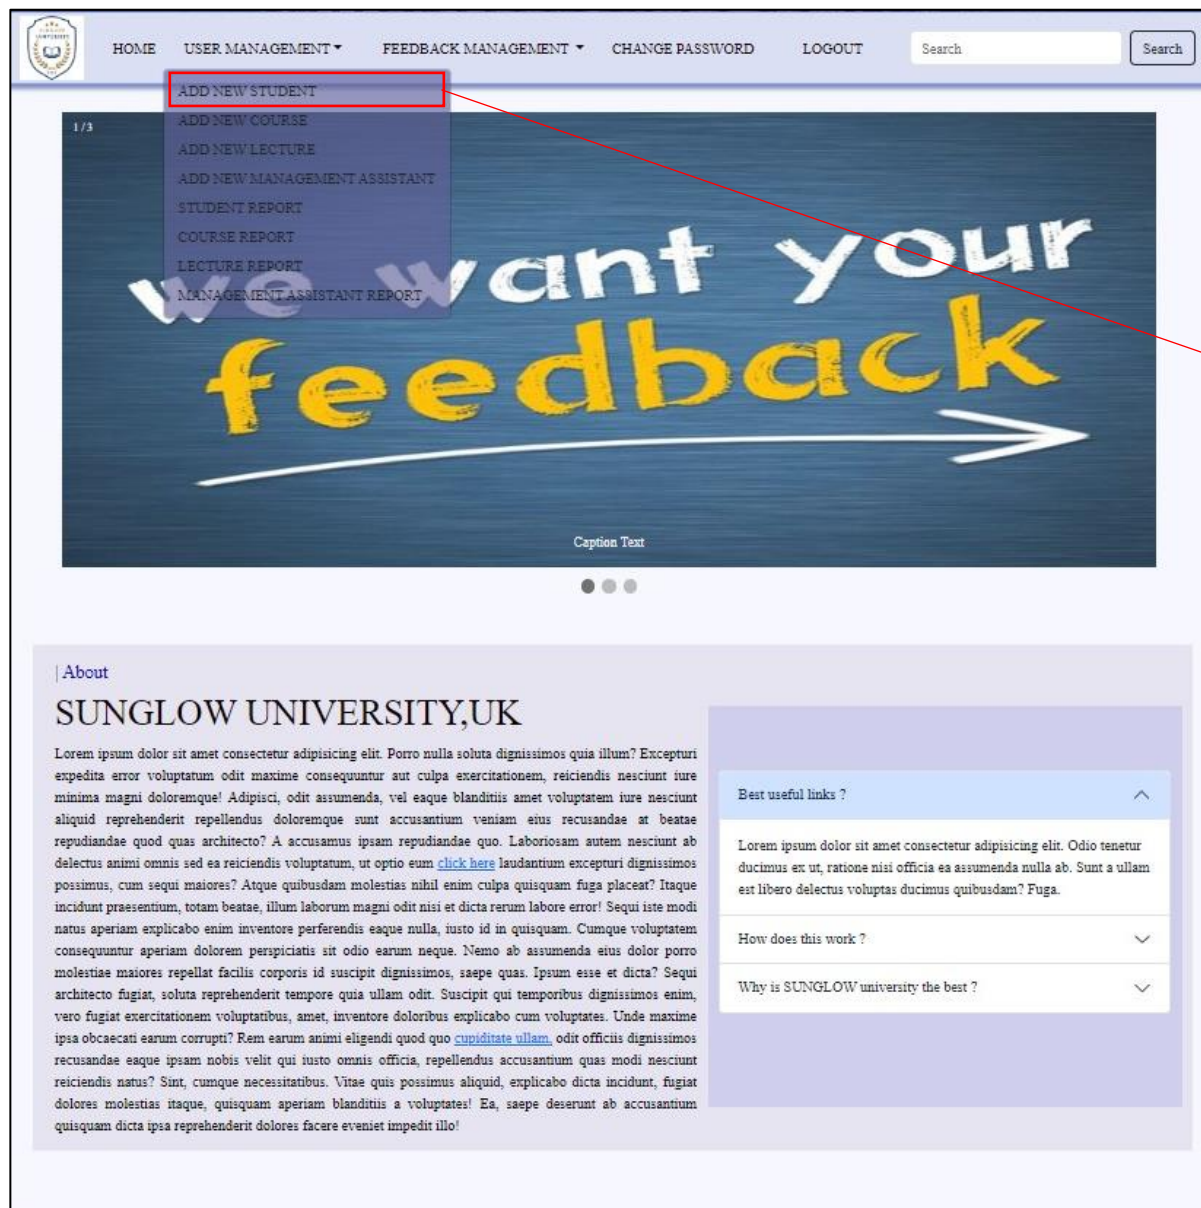 HOME USER MANAGEMENT FEEDBACK MANAGEMENT CHANGE PASSWORD LOGOUT Search Search
ADD NEW STUDENT
ADD NEW COURSE
ADD NEW LECTURE
ADD NEW MANAGEMENT ASSISTANT
STUDENT REPORT
COURSE REPORT
LECTURE REPORT
MANAGEMENT ASSISTANT REPORT
1 / 3
we want your
feedback
Caption Text
| About
SUNGLOW UNIVERSITY,UK
Lorem ipsum dolor sit amet consectetur adipisicing elit. Porro nulla soluta dignissimos quia illum? Excepturi
expedita error voluptatum odit maxime consequuntur aut culpa exercitationem, reiciendis nesciunt iure
minima magni doloremque! Adipisci, odit assumenda, vel eaque blanditiis amet voluptatem iure nesciunt
aliquid reprehenderit repellendus doloremque sunt accusantium veniam eius recusandae at beatae
repudiandae quod quas architecto? A accusamus ipsam repudiandae quo. Laboriosam autem nesciunt ab
delectus animi omnis sed ea reiciendis voluptatum, ut optio eum click here laudantium excepturi dignissimos
possimus, cum sequi maiores? Atque quibusdam molestias nihil enim culpa quisquam fuga placeat? Itaque
incidunt praesentium, totam beatae, illum laborum magni odit nisi et dicta rerum labore error! Sequi iste modi
natus aperiam explicabo enim inventore perferendis eaque nulla, iusto id in quisquam. Cumque voluptatem
consequuntur aperiam dolorem perspiciatis sit odio earum neque. Nemo ab assumenda eius dolor porro
molestiae maiores repellat facilis corporis id suscipit dignissimos, saepe quas. Ipsum esse et dicta? Sequi
architecto fugiat, soluta reprehenderit tempore quia ullam odit. Suscipit qui temporibus dignissimos enim,
vero fugiat exercitationem voluptatibus, amet, inventore doloribus explicabo cum voluptates. Unde maxime
ipsa obcaecati earum corrupti? Rem earum animi eligendi quod quo cupiditate ullam. odit officiis dignissimos
recusandae eaque ipsam nobis velit qui iusto omnis officia, repellendus accusantium quas modi nesciunt
reiciendis natus? Sint, cumque necessitatibus. Vitae quis possimus aliquid, explicabo dicta incidunt, fugiat
dolores molestias itaque, quisquam aperiam blanditiis a voluptates! Ea, saepe deserunt ab accusantium
quisquam dicta ipsa reprehenderit dolores facere eveniet impedit illo!
Best useful links ?
Lorem ipsum dolor sit amet consectetur adipisicing elit. Odio tenetur
ducimus ex ut, ratione nisi officia ea assumenda nulla ab. Sunt a ullam
est libero delectus voluptas ducimus quibusdam? Fuga.
How does this work ?
Why is SUNGLOW university the best ?